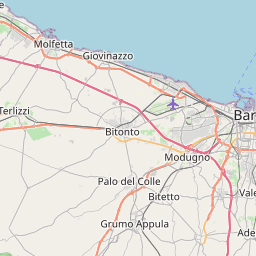 Molfetta
Giovinazzo
Terlizzi
Bar
Bitonto
Modugno
Palo del Colle
Vale
Bitetto
Grumo Appula
Ade